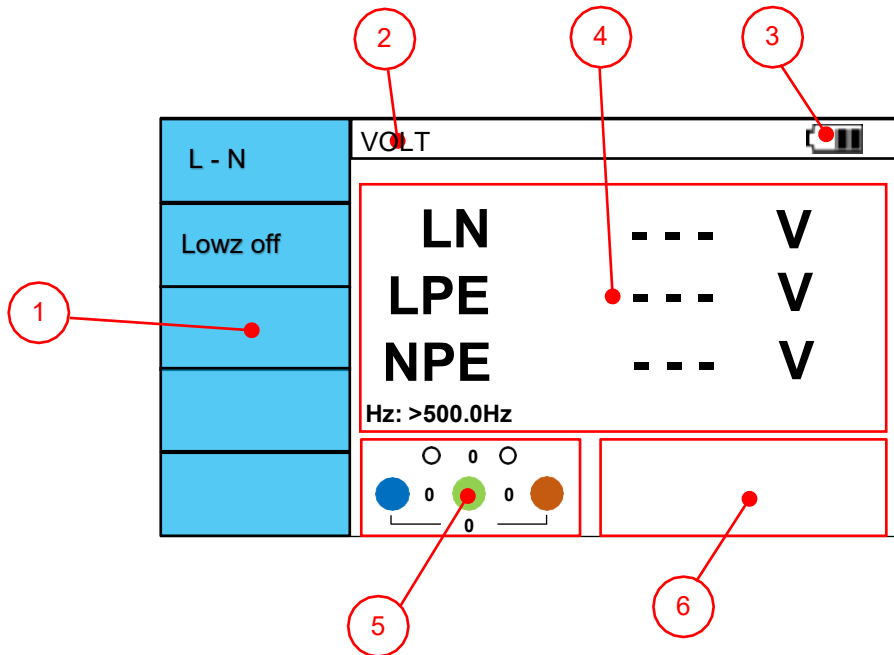 2
4
3
VOLT
L - N
LN --- V
Lowz off
LPE --- V
1
NPE --- V
Hz: >500.0Hz
0
0 0
0
5
6